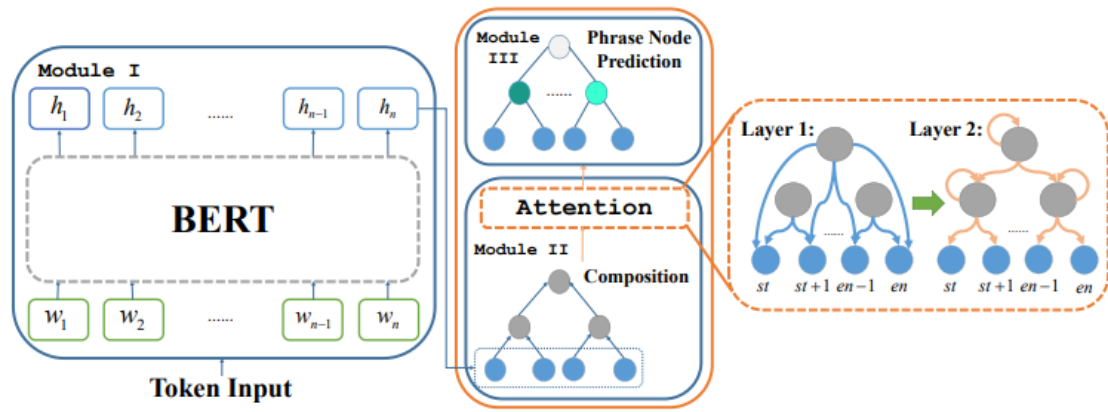 Module I
h1 h2 ...... hn-1 hn
BERT
w1 w2 ...... wn-1 wn
Token Input
Module III
Phrase Node Prediction
......
Attention
Module II
Composition
Layer 1:
......
st st+1 en-1 en
Layer 2:
......
st st+1 en-1 en